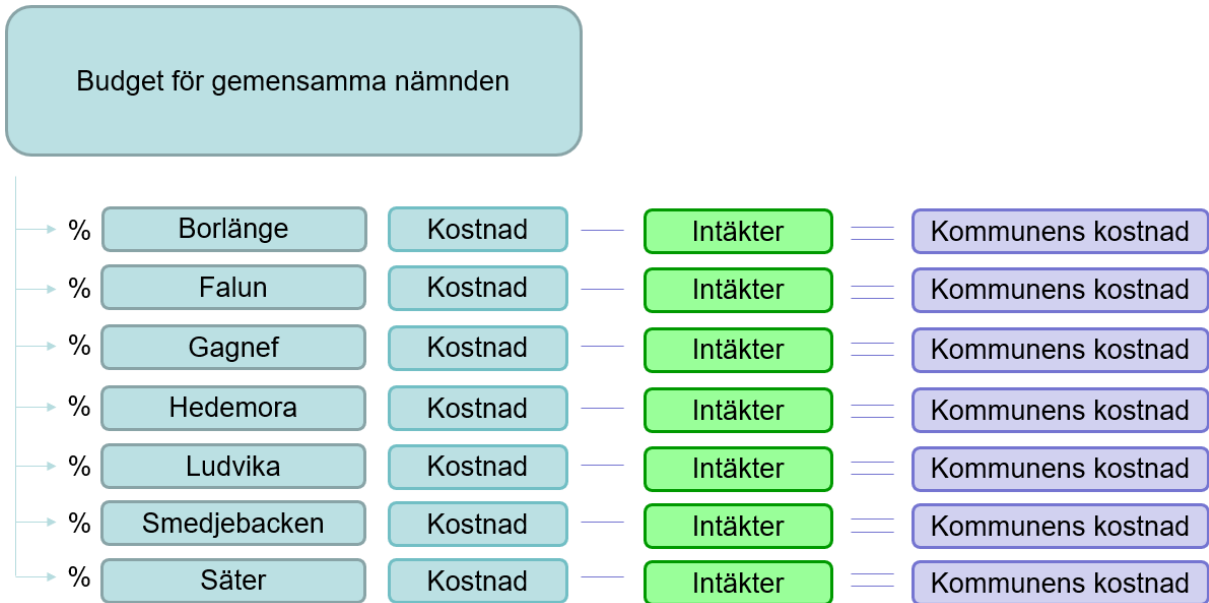 Budget för gemensamma nämnden
% Borlänge Kostnad Intäkter Kommunens kostnad
% Falun Kostnad Intäkter Kommunens kostnad
% Gagnef Kostnad Intäkter Kommunens kostnad
% Hedemora Kostnad Intäkter Kommunens kostnad
% Ludvika Kostnad Intäkter Kommunens kostnad
% Smedjebacken Kostnad Intäkter Kommunens kostnad
% Säter Kostnad Intäkter Kommunens kostnad